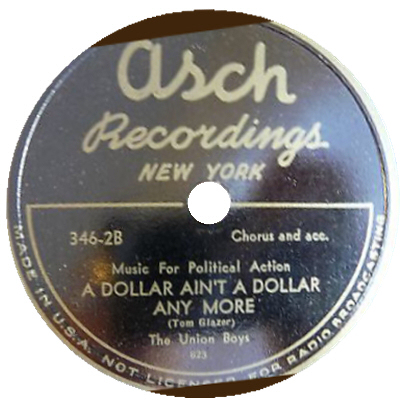 asch
Recordings
NEW YORK
346-2B Chorus and acc.
Music For Political Action
A DOLLAR AIN'T A DOLLAR
ANY MORE
(Tom Glazer)
The Union Boys
823
MADE IN U.S.A. NOT LICENSED FOR RADIO BROADCASTING